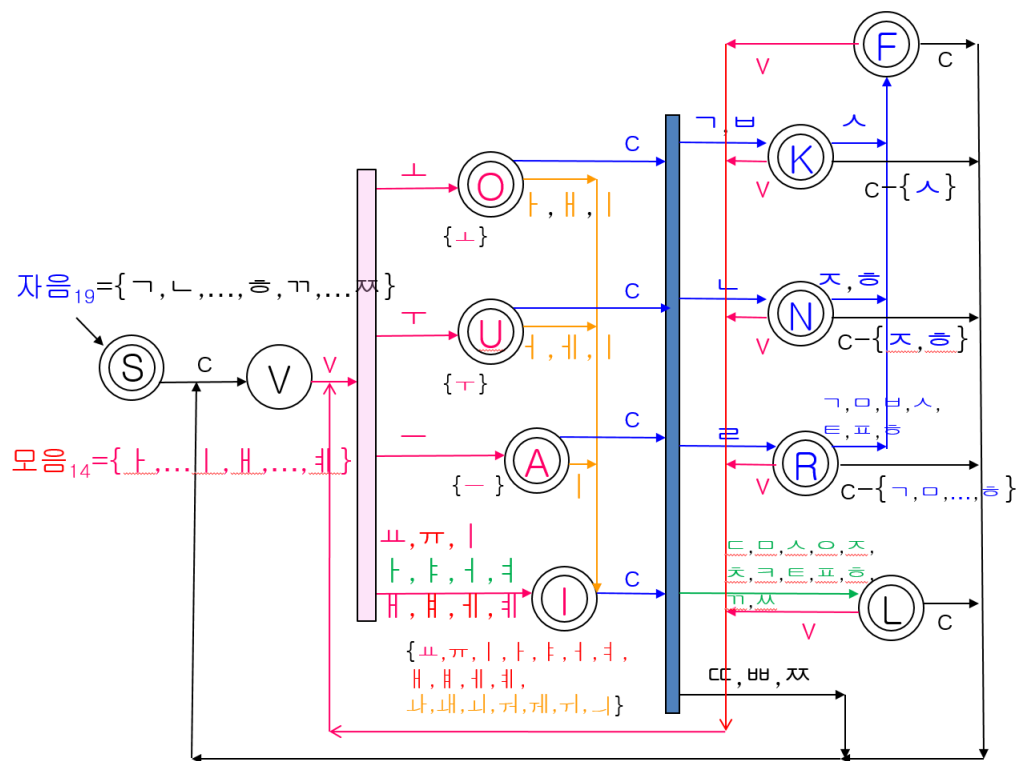 F
V
C
ㄱ,ㅂ
ㅅ
C
K
V
C-{ㅅ}
ㅗ
O
ㅏ,ㅐ,ㅣ
{ㅗ}
자음19={ㄱ,ㄴ,...,ㅎ,ㄲ,...ㅉ}
C
ㄴ
ㅈ,ㅎ
N
V
C-{ㅈ,ㅎ}
ㅜ
U
ㅓ,ㅔ,ㅣ
{ㅜ}
S
C
V
V
ㅡ
C
ㄹ
ㄱ,ㅁ,ㅂ,ㅅ,
ㅌ,ㅍ,ㅎ
A
R
V
C-{ㄱ,ㅁ,...,ㅎ}
ㅣ
{ㅡ}
모음14={ㅏ,...ㅣ,ㅐ,...,ㅖ}
ㅛ,ㅠ,ㅣ
ㅏ,ㅑ,ㅓ,ㅕ
ㅐ,ㅒ,ㅔ,ㅖ
I
C
ㄷ,ㅁ,ㅅ,ㅇ,ㅈ,
ㅊ,ㅋ,ㅌ,ㅍ,ㅎ,
ㄲ,ㅆ
L
V
C
{ㅛ,ㅠ,ㅣ,ㅏ,ㅑ,ㅓ,ㅕ,
ㅐ,ㅒ,ㅔ,ㅖ,
ㅘ,ㅙ,ㅚ,ㅝ,ㅞ,ㅟ,ㅢ}
ㄸ,ㅃ,ㅉ